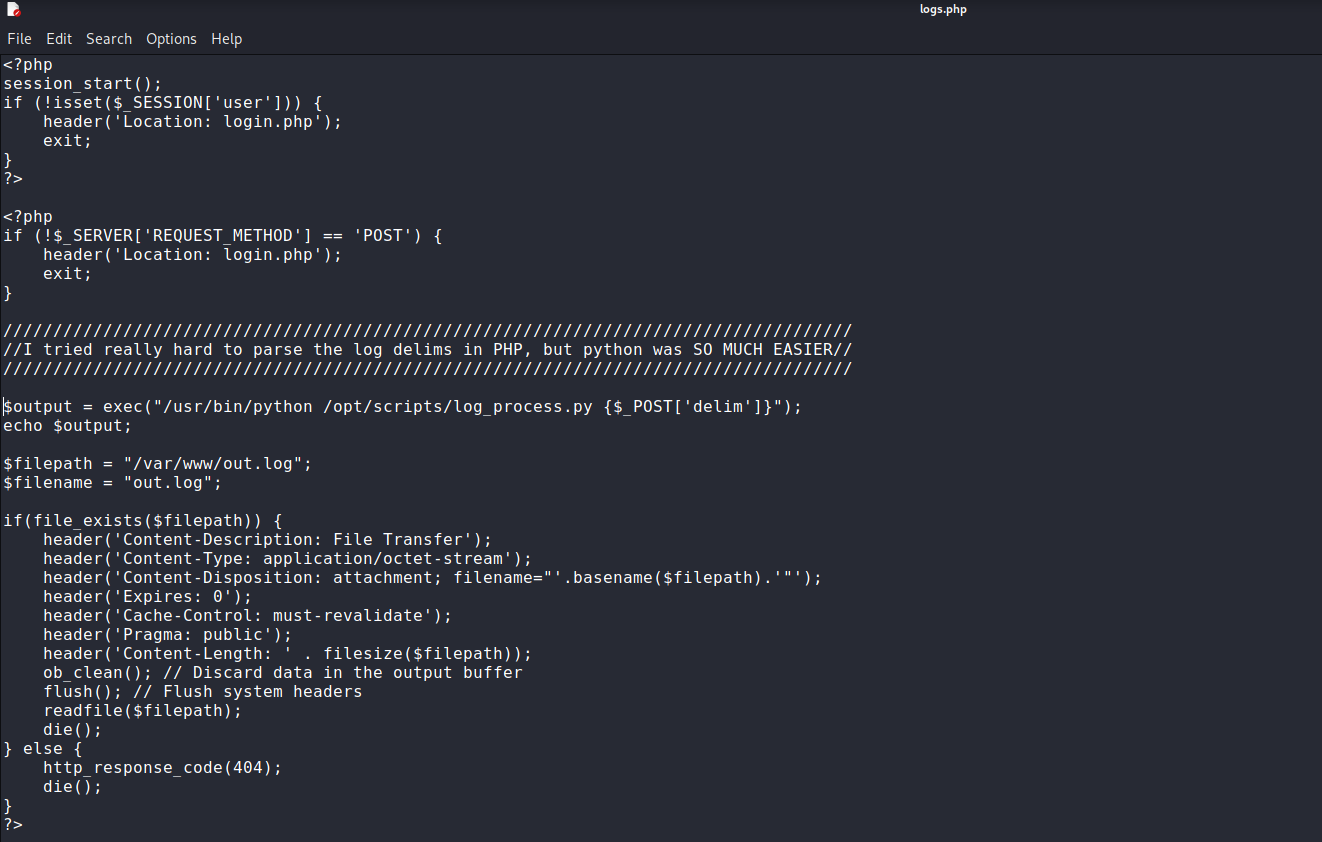 logs.php
File Edit Search Options Help
<?php
session_start();
if (!isset($_SESSION['user'])) {
    header('Location: login.php');
    exit;
}
?>

<?php
if (!$_SERVER['REQUEST_METHOD'] == 'POST') {
    header('Location: login.php');
    exit;
}

/////////////////////////////////////////////////////////////////////////////////////
//I tried really hard to parse the log delims in PHP, but python was SO MUCH EASIER//
/////////////////////////////////////////////////////////////////////////////////////

$output = exec("/usr/bin/python /opt/scripts/log_process.py {$_POST['delim']}");
echo $output;

$filepath = "/var/www/out.log";
$filename = "out.log";

if(file_exists($filepath)) {
    header('Content-Description: File Transfer');
    header('Content-Type: application/octet-stream');
    header('Content-Disposition: attachment; filename="'.basename($filepath).'"');
    header('Expires: 0');
    header('Cache-Control: must-revalidate');
    header('Pragma: public');
    header('Content-Length: ' . filesize($filepath));
    ob_clean(); // Discard data in the output buffer
    flush(); // Flush system headers
    readfile($filepath);
    die();
} else {
    http_response_code(404);
    die();
}
?>